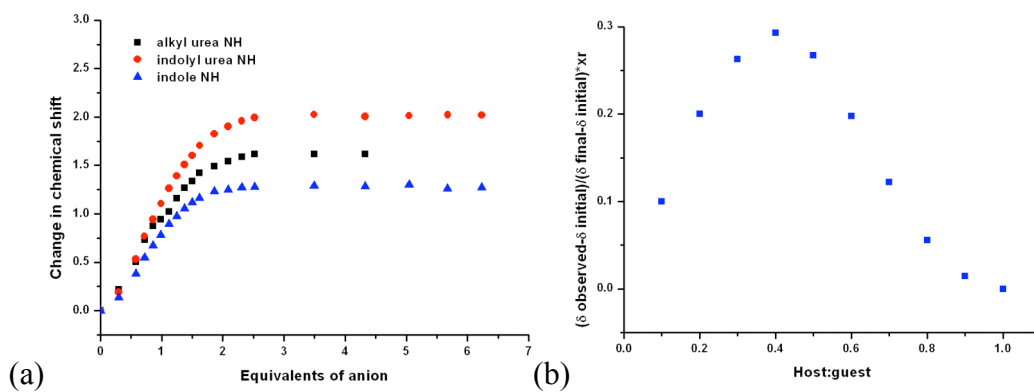 3.0
2.5
2.0
1.5
1.0
0.5
0.0
Change in chemical shift
alkyl urea NH
indolyl urea NH
indole NH
0 1 2 3 4 5 6 7
Equivalents of anion
(a)
0.3
0.2
0.1
0.0
(δ observed-δ initial)/(δ final-δ initial)*xr
0.0 0.2 0.4 0.6 0.8 1.0
Host:guest
(b)